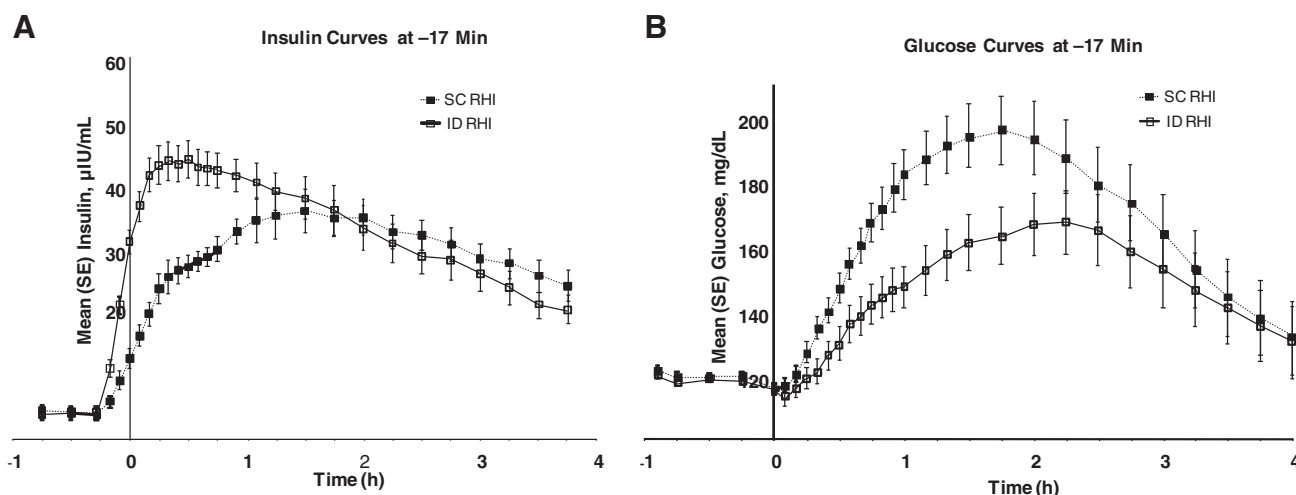 A
Insulin Curves at –17 Min
60
50
40
30
20
Mean (SE) Insulin, µIU/mL
SC RHI
ID RHI
-1 0 1 2 3 4
Time (h)
B
Glucose Curves at –17 Min
200
180
160
140
120
Mean (SE) Glucose, mg/dL
SC RHI
ID RHI
-1 0 1 2 3 4
Time (h)